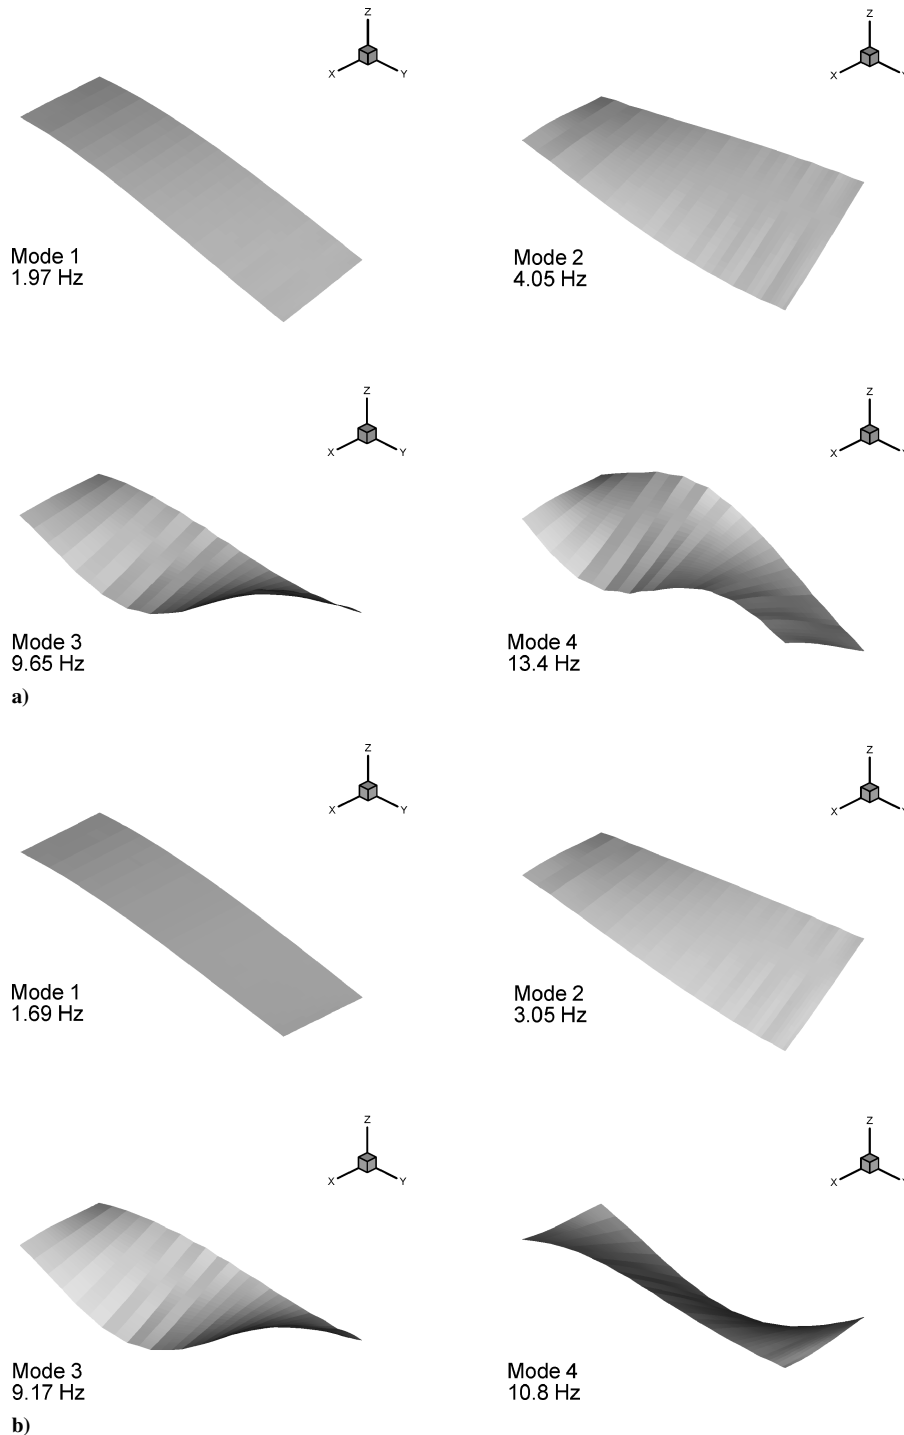 Z
X
Y
Mode 1
1.97 Hz
Z
X
Y
Mode 2
4.05 Hz
Z
X
Y
Mode 3
9.65 Hz
Z
X
Y
Mode 4
13.4 Hz
a)
Z
X
Y
Mode 1
1.69 Hz
Z
X
Y
Mode 2
3.05 Hz
Z
X
Y
Mode 3
9.17 Hz
Z
X
Y
Mode 4
10.8 Hz
b)